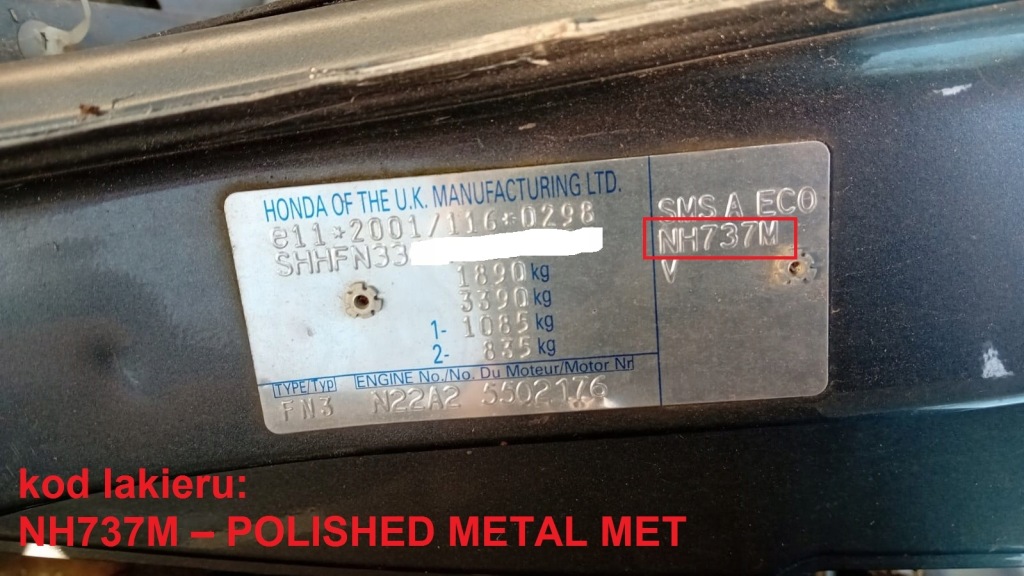 HONDA OF THE U.K. MANUFACTURING LTD.
e11*2001/116*0298
SHHFN33
1890 kg
3390 kg
1- 1085 kg
2- 835 kg
TYPE/Typ ENGINE No./No. Du Moteur/Motor Nr
FN3 N22A2 5502176
SMS A ECO
NH737M
V
kod lakieru:
NH737M – POLISHED METAL MET